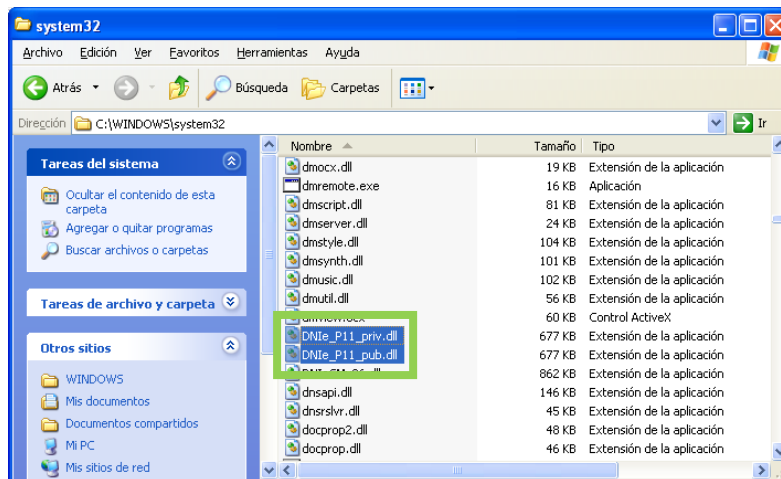 system32
Archivo Edición Ver Favoritos Herramientas Ayuda
Atrás Búsqueda Carpetas
Dirección C:\WINDOWS\system32 Ir
Tareas del sistema
Ocultar el contenido de esta
carpeta
Agregar o quitar programas
Buscar archivos o carpetas
Tareas de archivo y carpeta
Otros sitios
WINDOWS
Mis documentos
Documentos compartidos
Mi PC
Mis sitios de red
Nombre Tamaño Tipo
dmocx.dll 19 KB Extensión de la aplicación
dmremote.exe 16 KB Aplicación
dmscript.dll 81 KB Extensión de la aplicación
dmserver.dll 24 KB Extensión de la aplicación
dmstyle.dll 104 KB Extensión de la aplicación
dmsynth.dll 101 KB Extensión de la aplicación
dmusic.dll 102 KB Extensión de la aplicación
dmutil.dll 56 KB Extensión de la aplicación
60 KB Control ActiveX
DNIe_P11_priv.dll 677 KB Extensión de la aplicación
DNIe_P11_pub.dll 677 KB Extensión de la aplicación
862 KB Extensión de la aplicación
dnsapi.dll 146 KB Extensión de la aplicación
dnsrslvr.dll 45 KB Extensión de la aplicación
docprop2.dll 48 KB Extensión de la aplicación
docprop.dll 46 KB Extensión de la aplicación